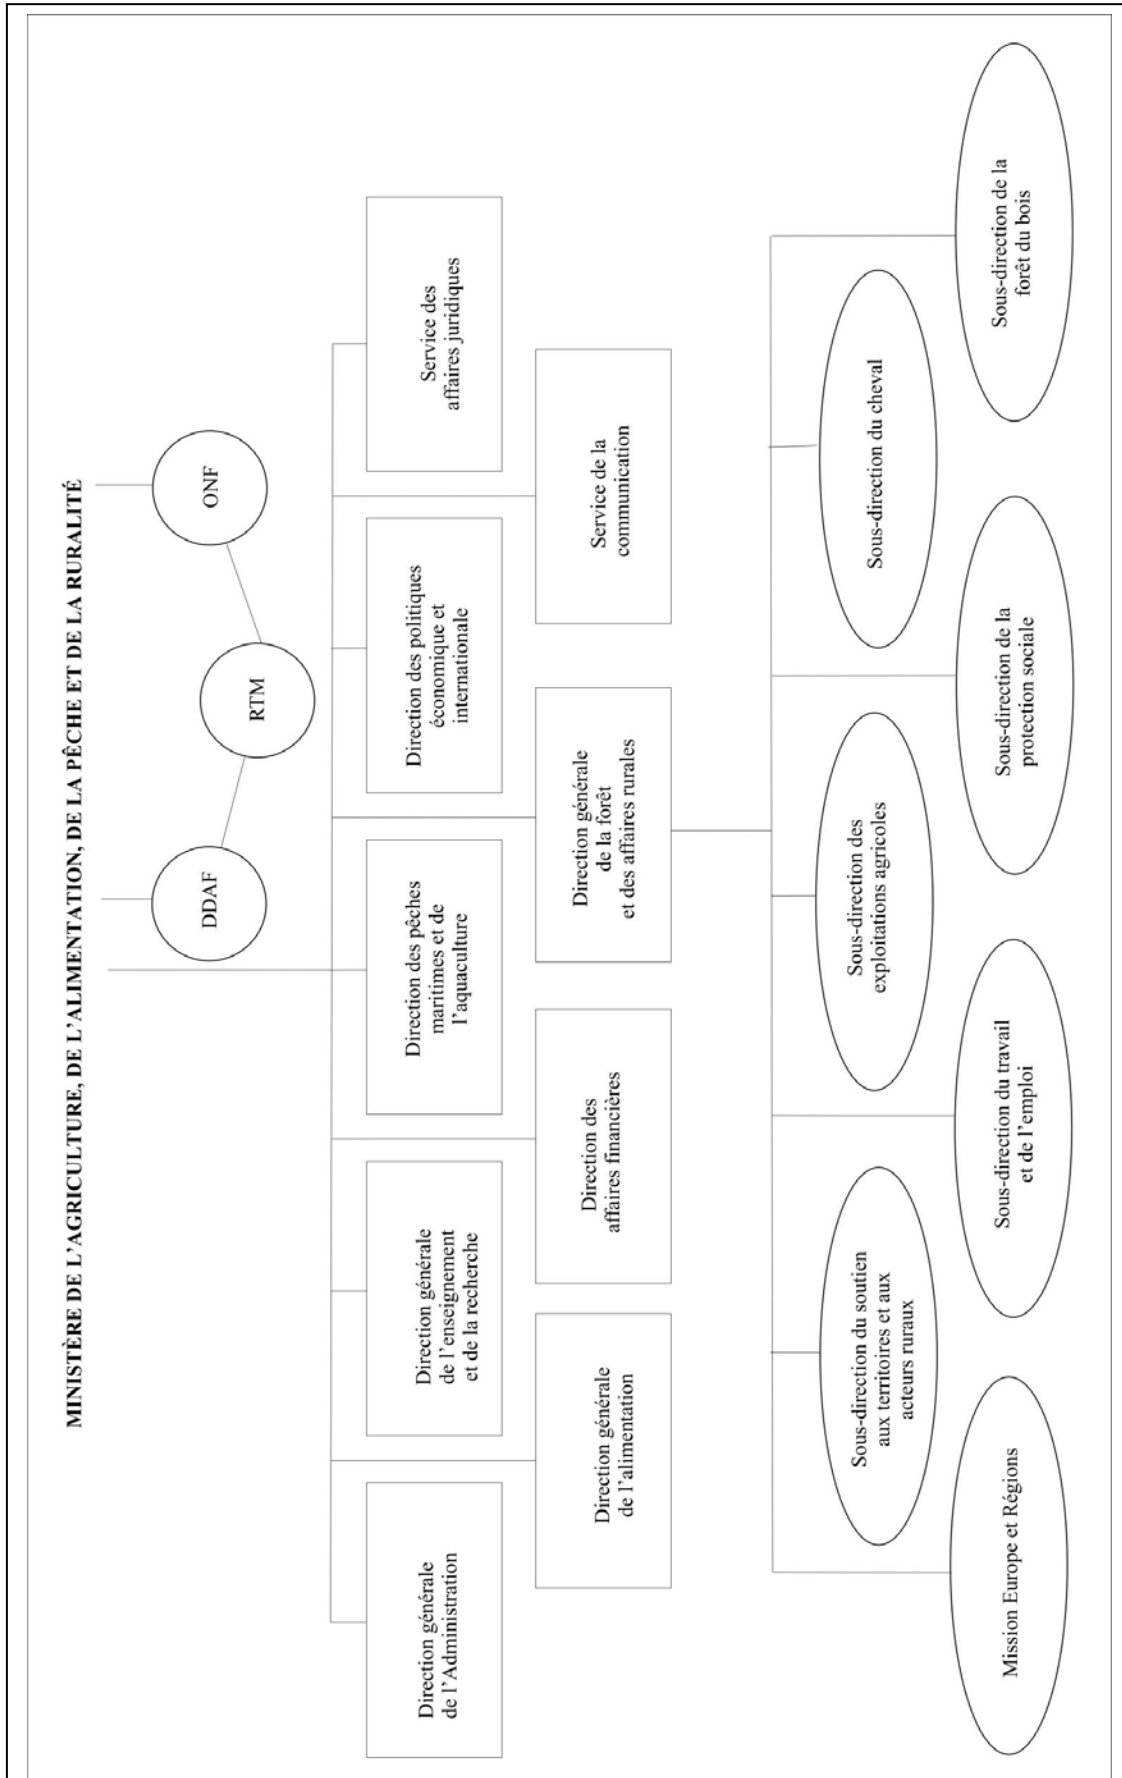 MINISTÈRE DE L'AGRICULTURE, DE L'ALIMENTATION, DE LA PÊCHE ET DE LA RURALITÉ
DDAF
RTM
ONF
Direction générale
de l'Administration
Direction générale
de l'enseignement
et de la recherche
Direction des pêches
maritimes et de
l'aquaculture
Direction des politiques
économique et
internationale
Service des
affaires juridiques
Direction générale
de l'alimentation
Direction des
affaires financières
Direction générale
de la forêt
et des affaires rurales
Service de la
communication
Sous-direction du soutien
aux territoires et aux
acteurs ruraux
Sous-direction des
exploitations agricoles
Sous-direction du cheval
Mission Europe et Régions
Sous-direction du travail
et de l'emploi
Sous-direction de la
protection sociale
Sous-direction de la
forêt du bois